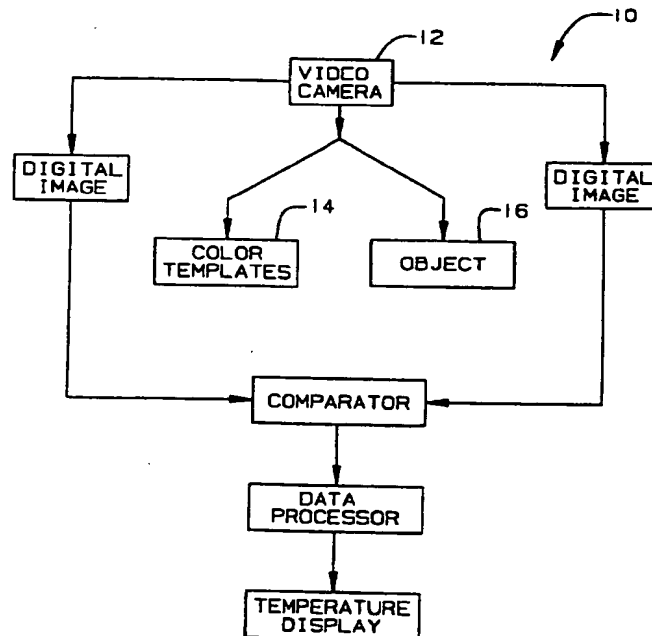 10
12
VIDEO
CAMERA
DIGITAL
IMAGE
DIGITAL
IMAGE
14
16
COLOR
TEMPLATES
OBJECT
COMPARATOR
DATA
PROCESSOR
TEMPERATURE
DISPLAY